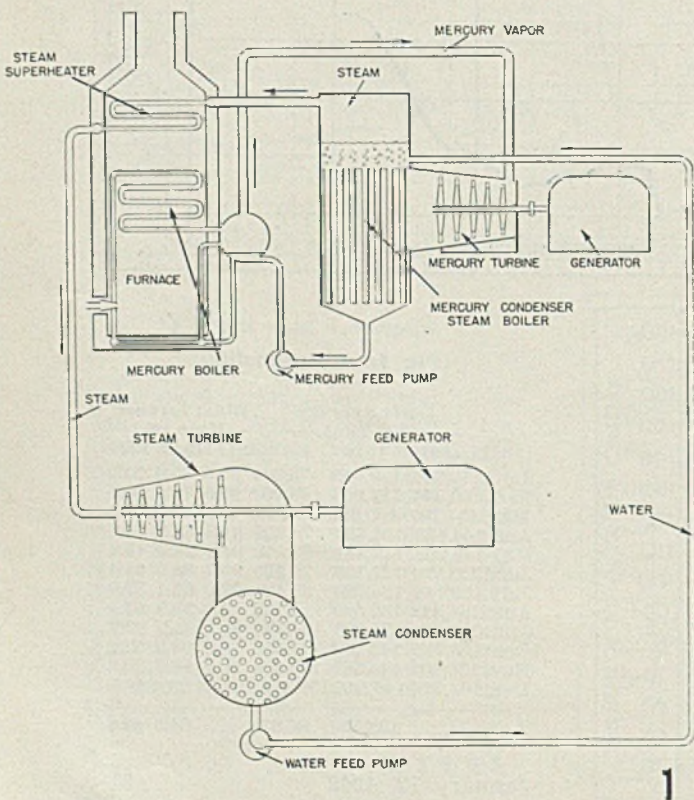 MERCURY VAPOR
STEAM
SUPERHEATER
STEAM
MERCURY TURBINE
GENERATOR
FURNACE
MERCURY CONDENSER
STEAM BOILER
MERCURY BOILER
MERCURY FEED PUMP
STEAM
STEAM TURBINE
GENERATOR
WATER
STEAM CONDENSER
WATER FEED PUMP
1